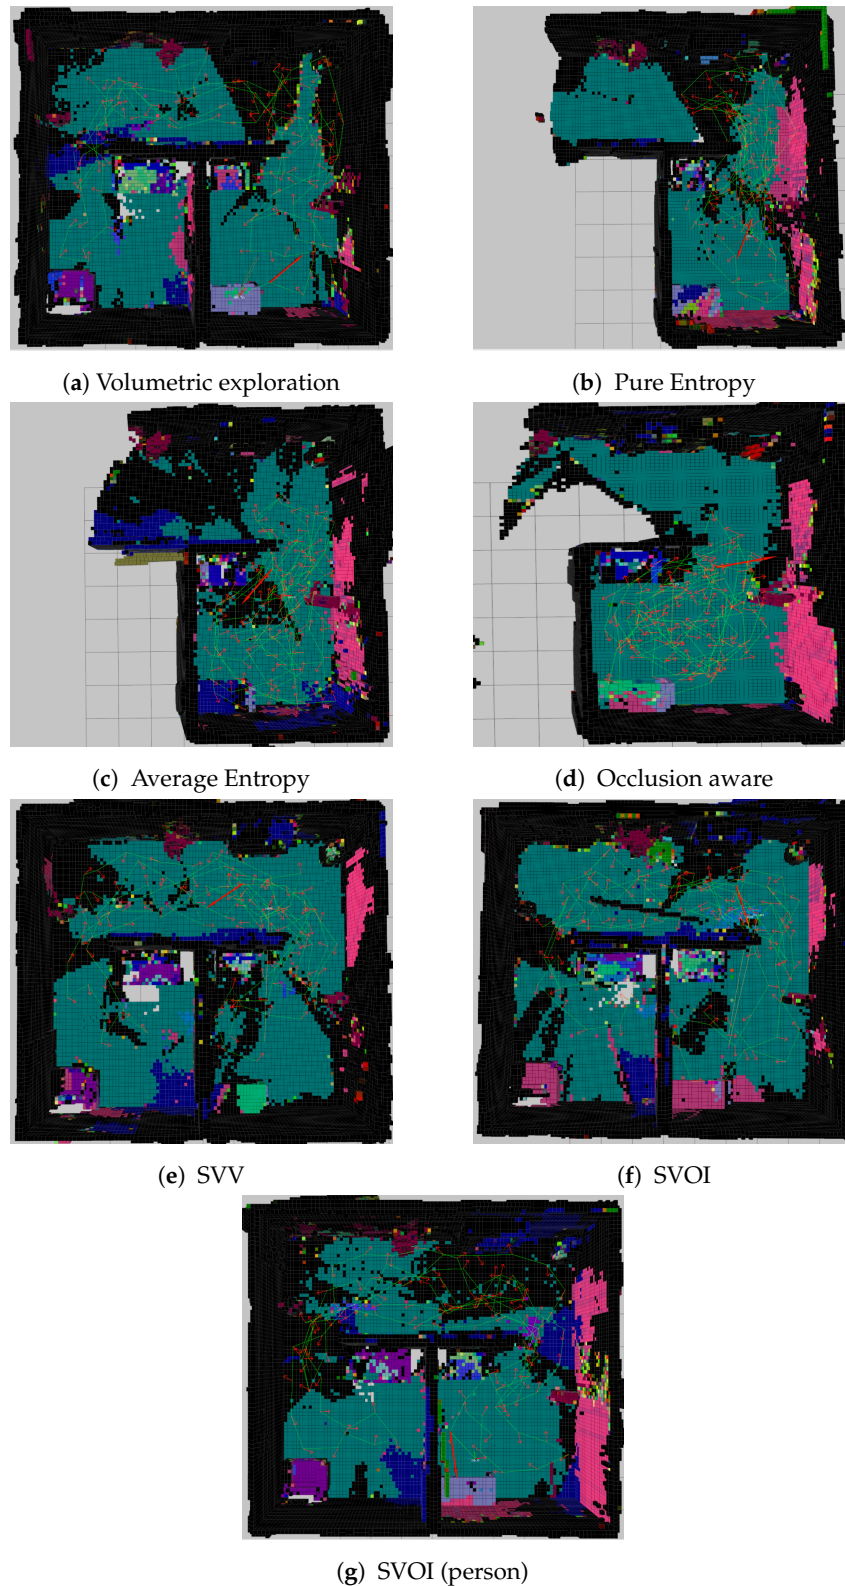 (a) Volumetric exploration
(b) Pure Entropy
(c) Average Entropy
(d) Occlusion aware
(e) SVV
(f) SVOI
(g) SVOI (person)